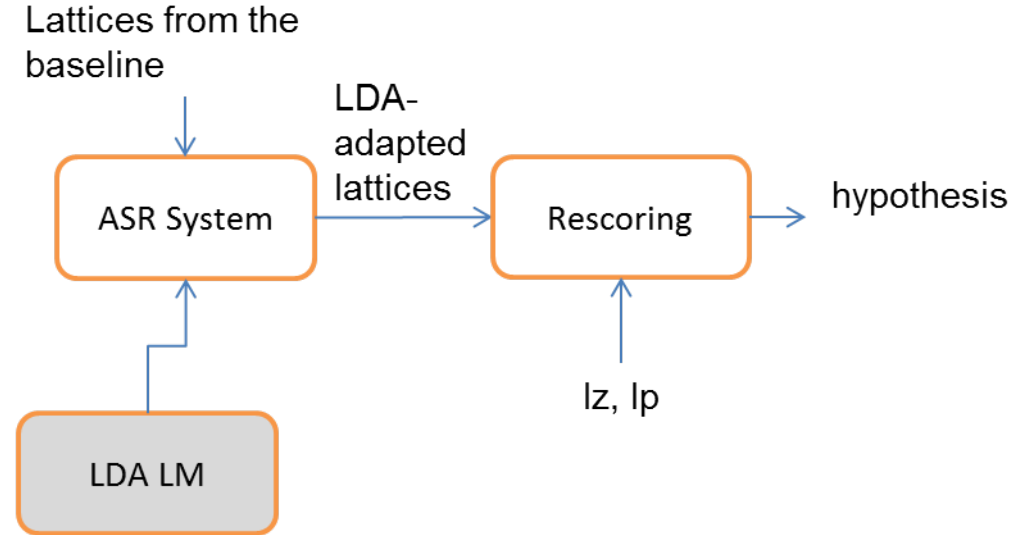 Lattices from the
baseline
LDA-
adapted
lattices
ASR System
Rescoring
hypothesis
lz, lp
LDA LM